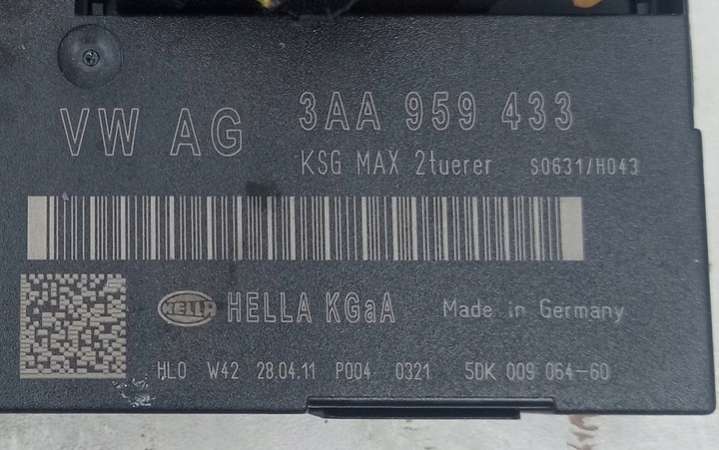 VW AG 3AA 959 433
KSG MAX 2tuerer S0631/H043
HELLA HELLA KGaA Made in Germany
HLO W42 28.04.11 P004 0321 5DK 009 064-60